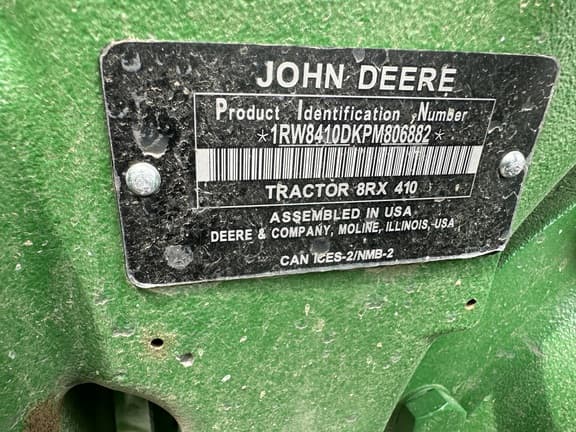 JOHN DEERE
Product Identification Number
*1RW8410DKPM806882*
TRACTOR 8RX 410
ASSEMBLED IN USA
DEERE & COMPANY, MOLINE, ILLINOIS, USA
CAN ICES-2/NMB-2